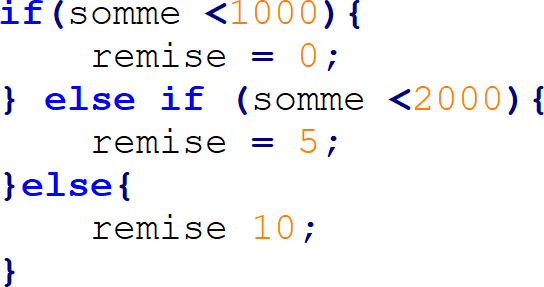 if(somme <1000){
    remise = 0;
} else if (somme <2000){
    remise = 5;
}else{
    remise 10;
}